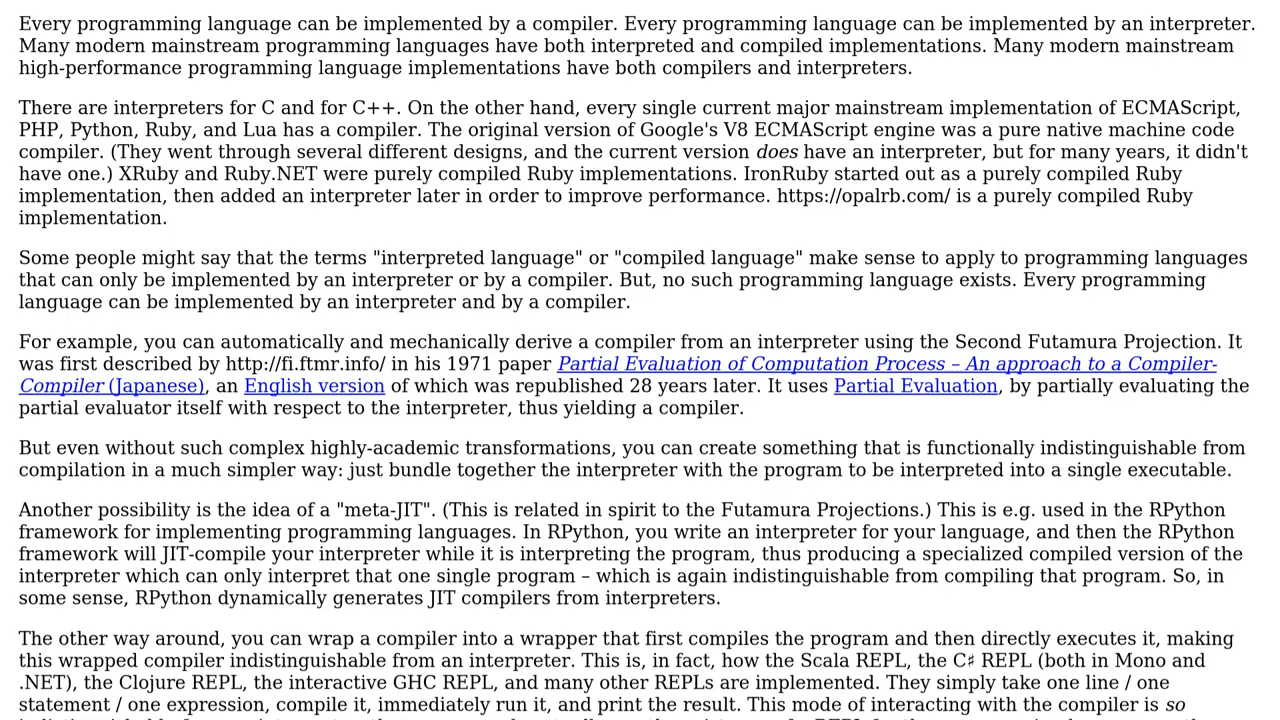 Every programming language can be implemented by a compiler. Every programming language can be implemented by an interpreter.
Many modern mainstream programming languages have both interpreted and compiled implementations. Many modern mainstream
high-performance programming language implementations have both compilers and interpreters.
There are interpreters for C and for C++. On the other hand, every single current major mainstream implementation of ECMAScript,
PHP, Python, Ruby, and Lua has a compiler. The original version of Google's V8 ECMAScript engine was a pure native machine code
compiler. (They went through several different designs, and the current version does have an interpreter, but for many years, it didn't
have one.) XRuby and Ruby.NET were purely compiled Ruby implementations. IronRuby started out as a purely compiled Ruby
implementation, then added an interpreter later in order to improve performance. https://opalrb.com/ is a purely compiled Ruby
implementation.
Some people might say that the terms "interpreted language" or "compiled language" make sense to apply to programming languages
that can only be implemented by an interpreter or by a compiler. But, no such programming language exists. Every programming
language can be implemented by an interpreter and by a compiler.
For example, you can automatically and mechanically derive a compiler from an interpreter using the Second Futamura Projection. It
was first described by http://fi.ftmr.info/ in his 1971 paper Partial Evaluation of Computation Process – An approach to a Compiler-
Compiler (Japanese), an English version of which was republished 28 years later. It uses Partial Evaluation, by partially evaluating the
partial evaluator itself with respect to the interpreter, thus yielding a compiler.
But even without such complex highly-academic transformations, you can create something that is functionally indistinguishable from
compilation in a much simpler way: just bundle together the interpreter with the program to be interpreted into a single executable.
Another possibility is the idea of a "meta-JIT". (This is related in spirit to the Futamura Projections.) This is e.g. used in the RPython
framework for implementing programming languages. In RPython, you write an interpreter for your language, and then the RPython
framework will JIT-compile your interpreter while it is interpreting the program, thus producing a specialized compiled version of the
interpreter which can only interpret that one single program – which is again indistinguishable from compiling that program. So, in
some sense, RPython dynamically generates JIT compilers from interpreters.
The other way around, you can wrap a compiler into a wrapper that first compiles the program and then directly executes it, making
this wrapped compiler indistinguishable from an interpreter. This is, in fact, how the Scala REPL, the C♯ REPL (both in Mono and
.NET), the Clojure REPL, the interactive GHC REPL, and many other REPLs are implemented. They simply take one line / one
statement / one expression, compile it, immediately run it, and print the result. This mode of interacting with the compiler is so